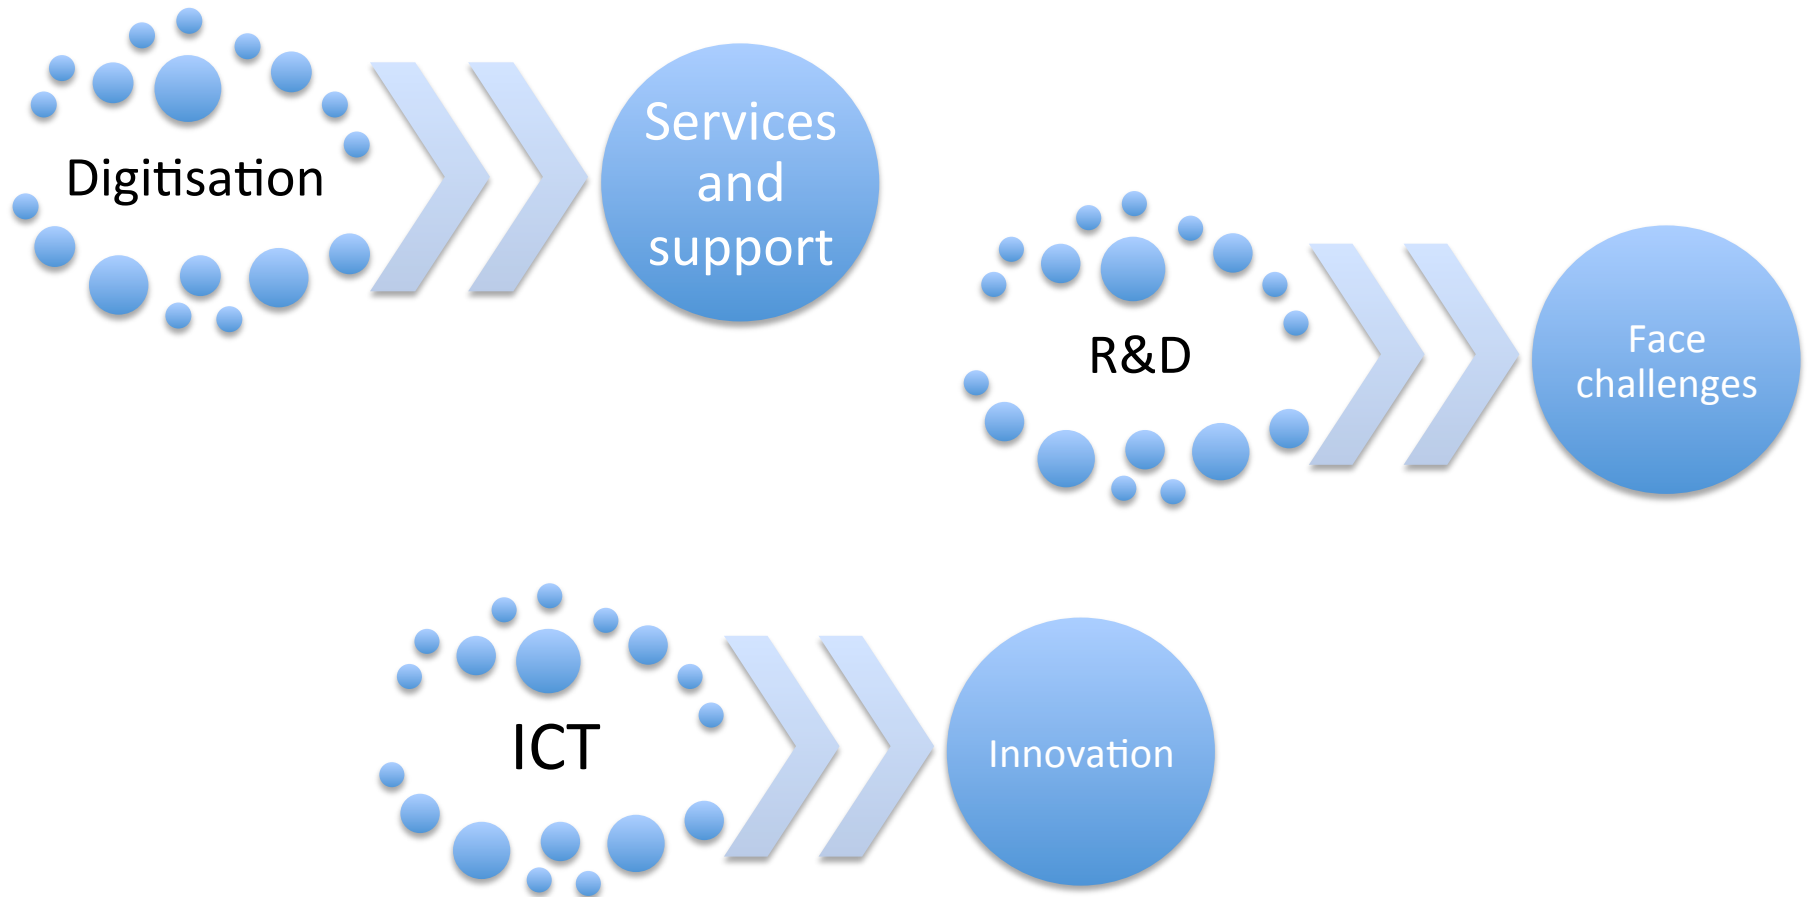 Digitisation
Services
and
support
R&D
Face
challenges
ICT
Innovation